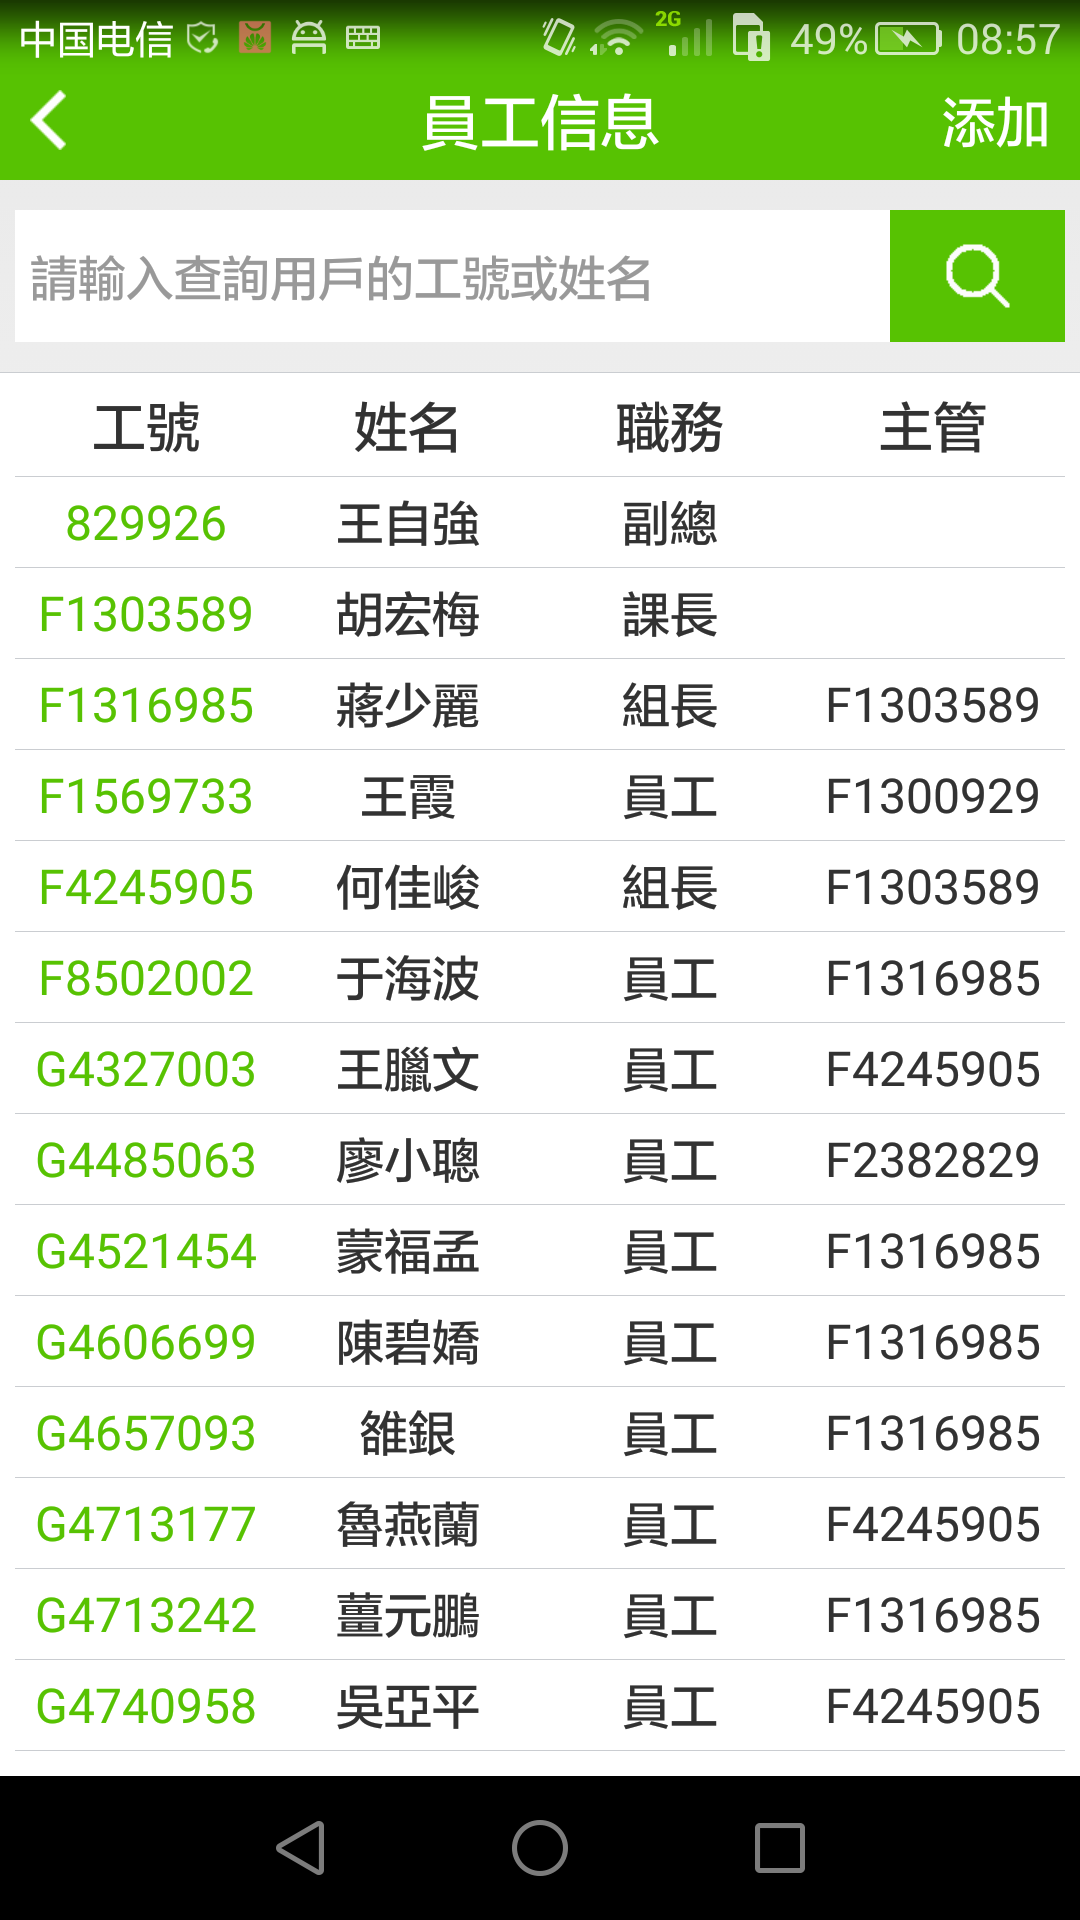 中国电信 2G 49% 08:57
員工信息 添加
請輸入查詢用戶的工號或姓名
工號 姓名 職務 主管
829926 王自強 副總
F1303589 胡宏梅 課長
F1316985 蔣少麗 組長 F1303589
F1569733 王霞 員工 F1300929
F4245905 何佳峻 組長 F1303589
F8502002 于海波 員工 F1316985
G4327003 王臘文 員工 F4245905
G4485063 廖小聰 員工 F2382829
G4521454 蒙福孟 員工 F1316985
G4606699 陳碧嬌 員工 F1316985
G4657093 雒銀 員工 F1316985
G4713177 魯燕蘭 員工 F4245905
G4713242 薑元鵬 員工 F1316985
G4740958 吳亞平 員工 F4245905